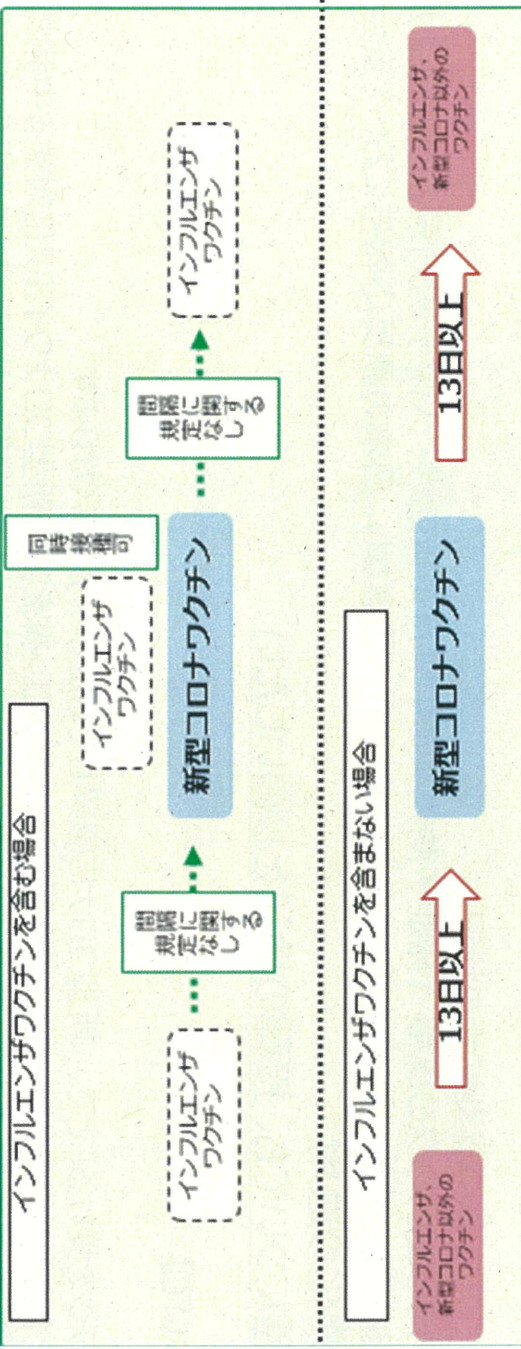 インフルエンザワクチンを含む場合
同時接種可
インフルエンザ
ワクチン
インフルエンザ
ワクチン
間隔に関する
規定なし
新型コロナワクチン
間隔に関する
規定なし
インフルエンザ
ワクチン
インフルエンザワクチンを含まない場合
インフルエンザ、
新型コロナ以外の
ワクチン
13日以上
新型コロナワクチン
13日以上
インフルエンザ、
新型コロナ以外の
ワクチン